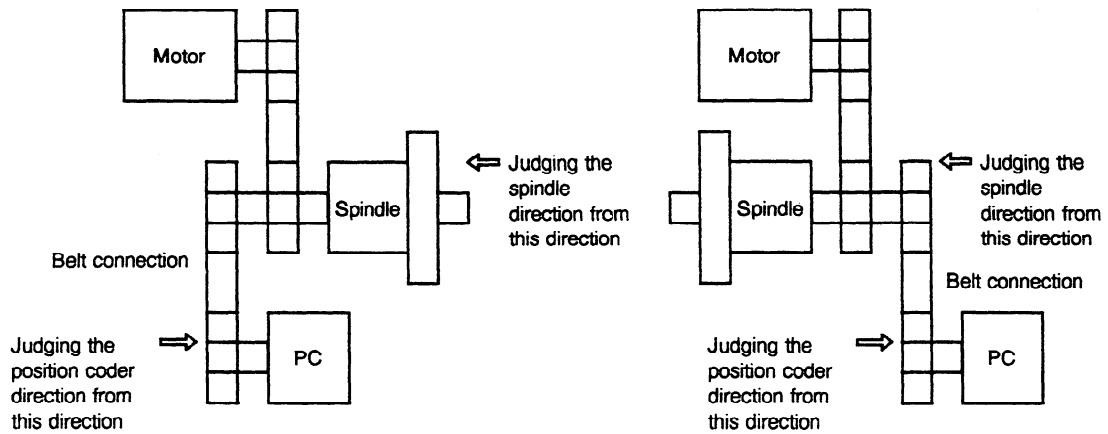 Motor
Judging the
spindle
direction from
this direction
Spindle
Belt connection
Judging the
position coder
direction from
this direction
PC
Motor
Judging the
spindle
direction from
this direction
Spindle
Belt connection
Judging the
position coder
direction from
this direction
PC